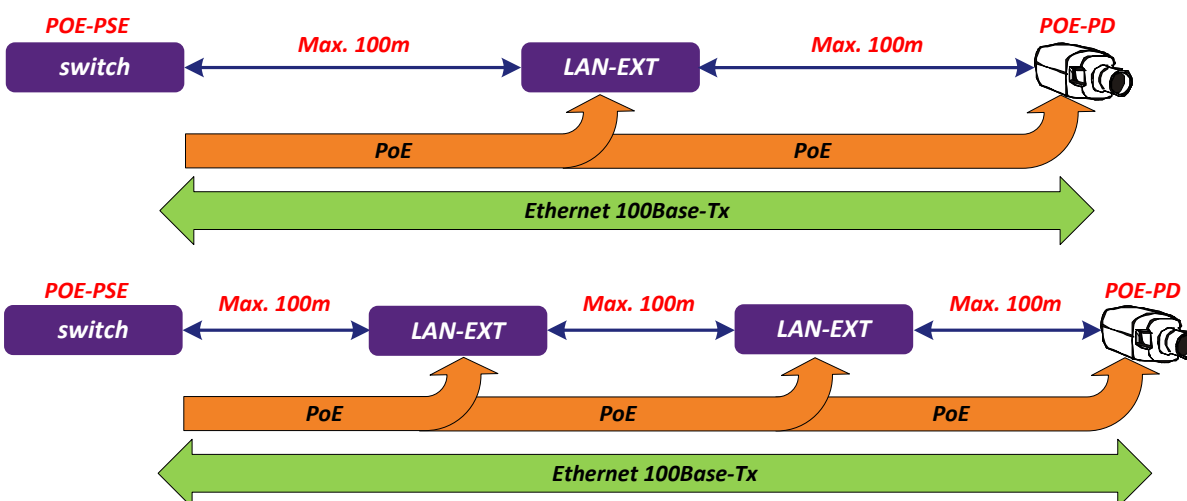 POE-PSE
POE-PD
Max. 100m
Max. 100m
switch
LAN-EXT
PoE
PoE
Ethernet 100Base-Tx
POE-PSE
POE-PD
Max. 100m
Max. 100m
Max. 100m
switch
LAN-EXT
LAN-EXT
PoE
PoE
PoE
Ethernet 100Base-Tx